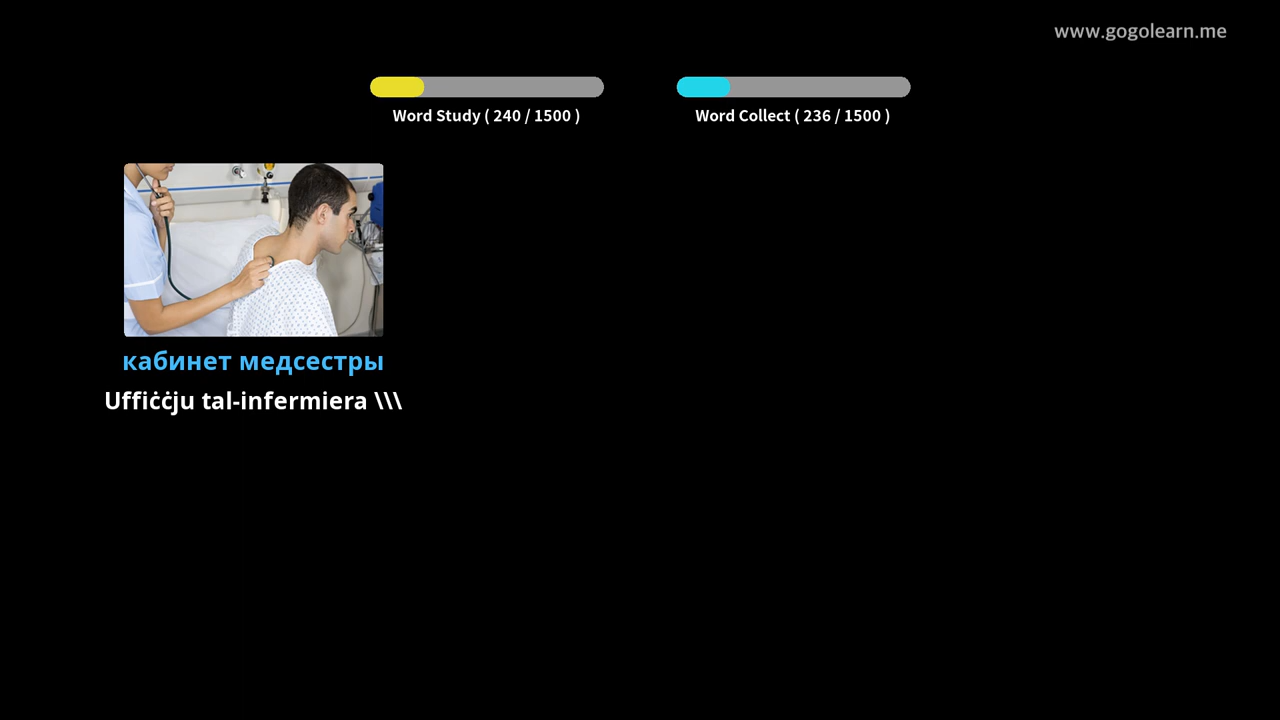 www.gogolearn.me
Word Study ( 240 / 1500 )
Word Collect ( 236 / 1500 )
кабинет медсестры
Uffiċċju tal-infermiera \\\